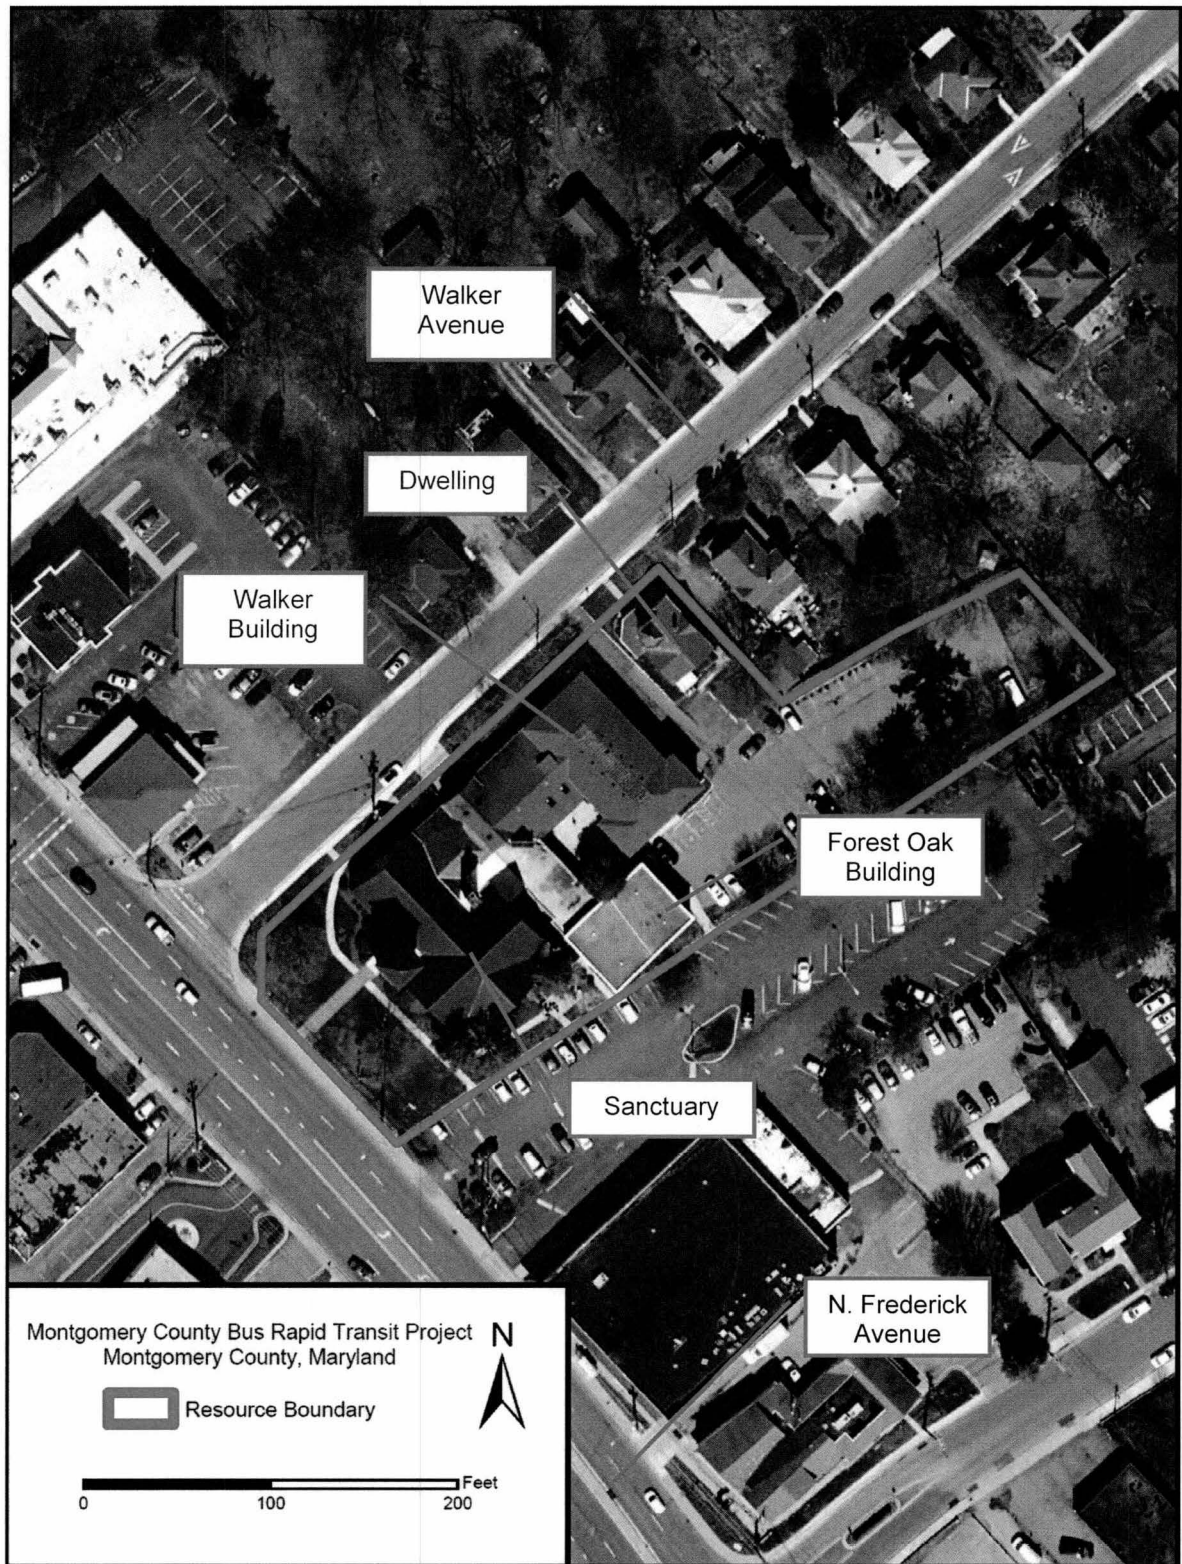 Walker
Avenue
Dwelling
Walker
Building
Forest Oak
Building
Sanctuary
N. Frederick
Avenue
Montgomery County Bus Rapid Transit Project
Montgomery County, Maryland
N
Resource Boundary
Feet
0 100 200